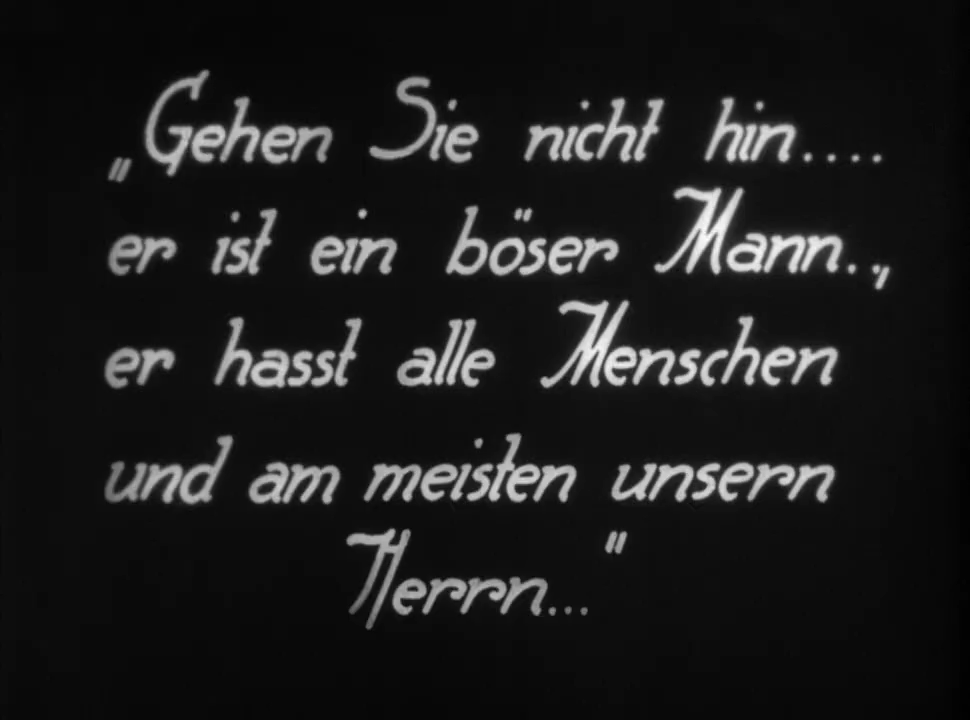 „Gehen Sie nicht hin....
er ist ein böser Mann..,
er hasst alle Menschen
und am meisten unsern
Herrn..."